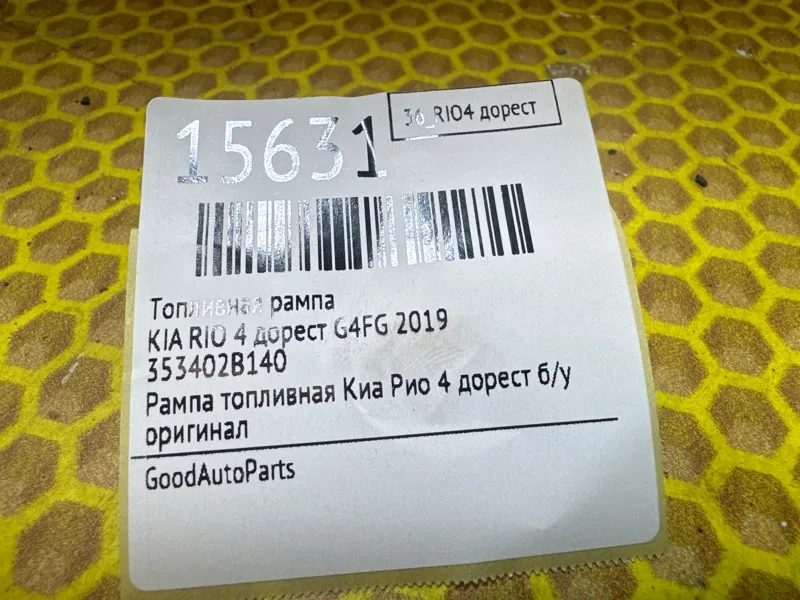 15631
36_RIO4 дорест
Топливная рампа
KIA RIO 4 дорест G4FG 2019
353402B140
Рампа топливная Киа Рио 4 дорест б/у
оригинал
GoodAutoParts